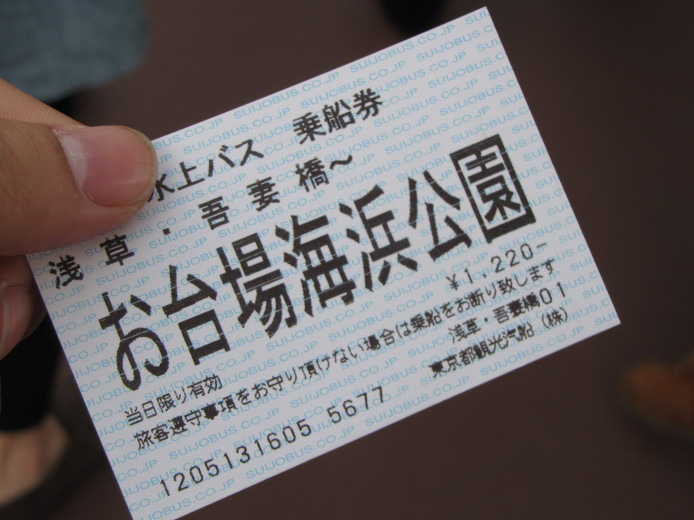 水上バス 乗船券
浅草・吾妻橋～
お台場海浜公園
¥1,220-
当日限り有効
旅客遵守事項をお守り頂けない場合は乗船をお断り致します
浅草・吾妻橋01
東京都観光汽船(株)
1205131605 5677
SUIJOBUS.CO.JP